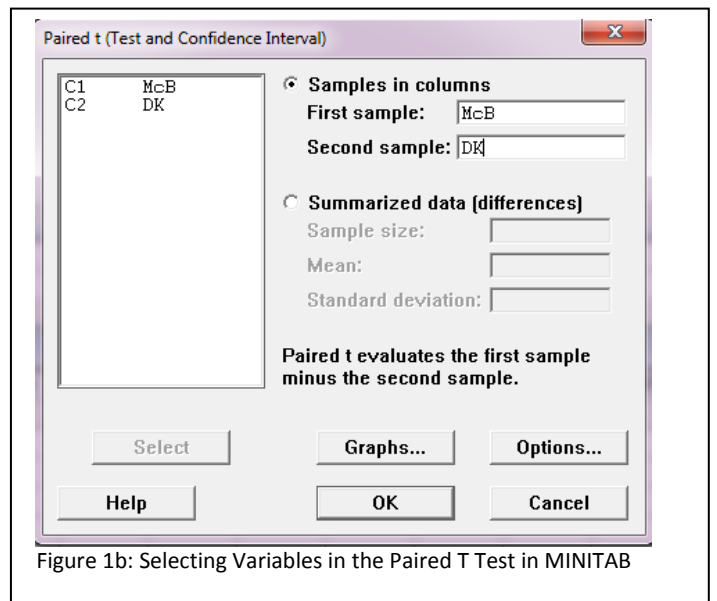 Paired t (Test and Confidence Interval)
C1 McB
C2 DK
Samples in columns
First sample: McB
Second sample: DK
Summarized data (differences)
Sample size:
Mean:
Standard deviation:
Paired t evaluates the first sample
minus the second sample.
Select
Graphs...
Options...
Help
OK
Cancel
Figure 1b: Selecting Variables in the Paired T Test in MINITAB